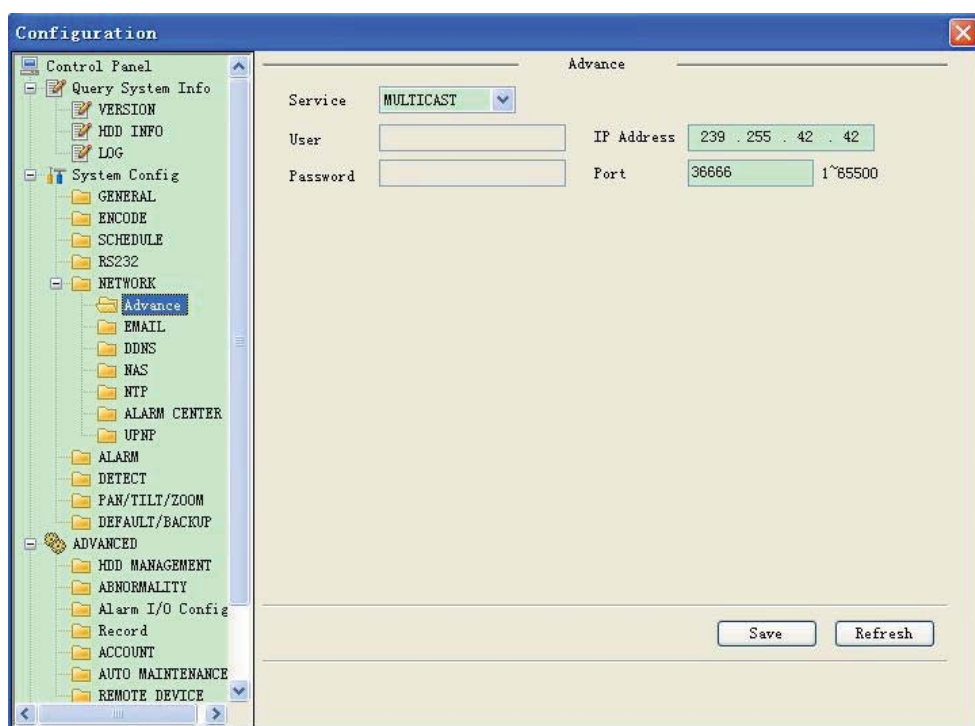 Configuration
Control Panel
Query System Info
VERSION
HDD INFO
LOG
System Config
GENERAL
ENCODE
SCHEDULE
RS232
NETWORK
Advance
EMAIL
DDNS
NAS
NTP
ALARM CENTER
UPNP
ALARM
DETECT
PAN/TILT/ZOOM
DEFAULT/BACKUP
ADVANCED
HDD MANAGEMENT
ABNORMALITY
Alarm I/O Config
Record
ACCOUNT
AUTO MAINTENANCE
REMOTE DEVICE
Advance
Service MULTICAST
User IP Address 239 . 255 . 42 . 42
Password Port 36666 1~65500
Save Refresh